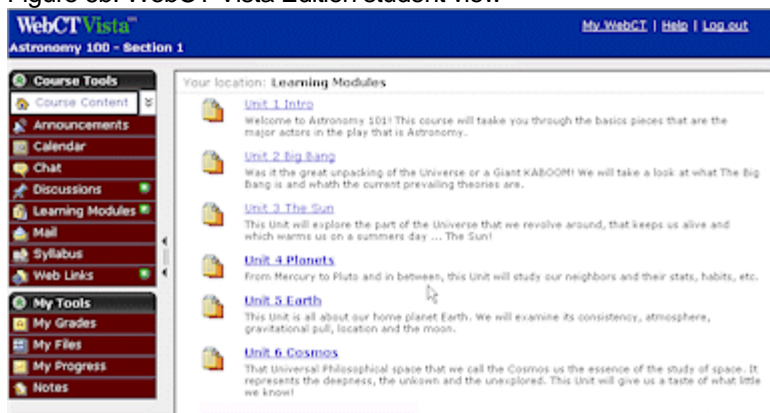 Figure 8b: WebCT Vista Edition student view
WebCT Vista™
My WebCT | Help | Log out
Astronomy 100 - Section 1
Course Tools
Course Content
Announcements
Calendar
Chat
Discussions
Learning Modules
Mail
Syllabus
Web Links
My Tools
My Grades
My Files
My Progress
Notes
Your location: Learning Modules
Unit 1 Intro
Welcome to Astronomy 101! This course will taake you through the basics pieces that are the
major actors in the play that is Astronomy.
Unit 2 Big Bang
Was it the great unpacking of the Universe or a Giant KABOOM! We will take a look at what The Big
Bang is and whath the current prevailing theories are.
Unit 3 The Sun
This Unit will explore the part of the Universe that we revolve around, that keeps us alive and
which warms us on a summers day ... The Sun!
Unit 4 Planets
From Mercury to Pluto and in between, this Unit will study our neighbors and their stats, habits, etc.
Unit 5 Earth
This Unit is all about our home planet Earth. We will examine its consistency, atmosphere,
gravitational pull, location and the moon.
Unit 6 Cosmos
That Universal Philosophical space that we call the Cosmos us the essence of the study of space. It
represents the deepness, the unkown and the unexplored. This Unit will give us a taste of what little
we know!